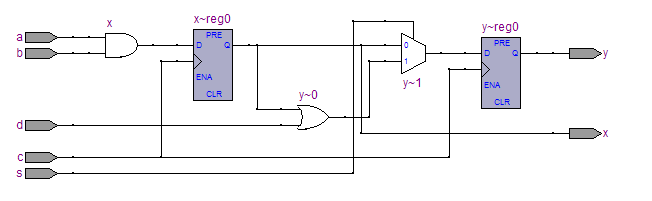 x x~reg0 y~reg0
a PRE PRE
D Q 0 D Q y
b 1
ENA y~0 y~1 ENA
CLR CLR
d x
c
s